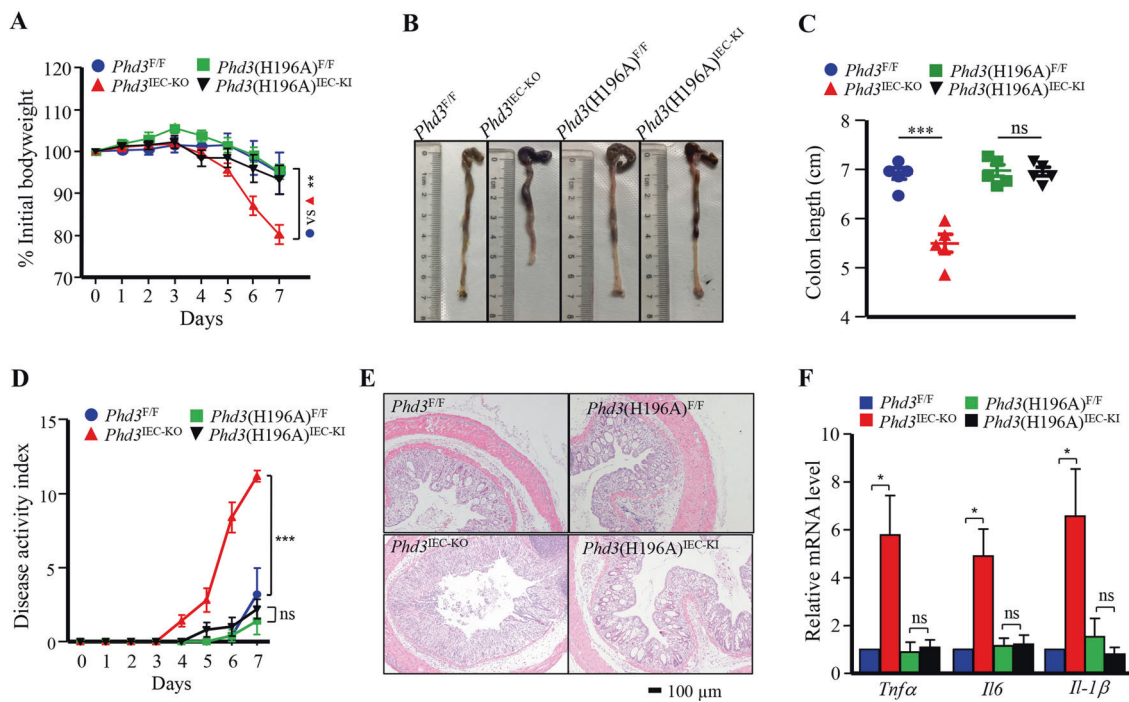 A
Phd3F/F
Phd3(H196A)F/F
Phd3IEC-KO
Phd3(H196A)IEC-KI
% Initial bodyweight
120
110
100
90
80
70
0 1 2 3 4 5 6 7
Days
vs
**
B
Phd3F/F
Phd3IEC-KO
Phd3(H196A)F/F
Phd3(H196A)IEC-KI
C
Phd3F/F
Phd3(H196A)F/F
Phd3IEC-KO
Phd3(H196A)IEC-KI
***
ns
Colon length (cm)
8
7
6
5
4
D
Phd3F/F
Phd3(H196A)F/F
Phd3IEC-KO
Phd3(H196A)IEC-KI
Disease activity index
15
10
5
0
0 1 2 3 4 5 6 7
Days
***
ns
E
Phd3F/F
Phd3(H196A)F/F
Phd3IEC-KO
Phd3(H196A)IEC-KI
100 µm
F
Phd3F/F
Phd3(H196A)F/F
Phd3IEC-KO
Phd3(H196A)IEC-KI
Relative mRNA level
10
8
6
4
2
0
* ns
* ns
* ns
Tnfα Il6 Il-1β